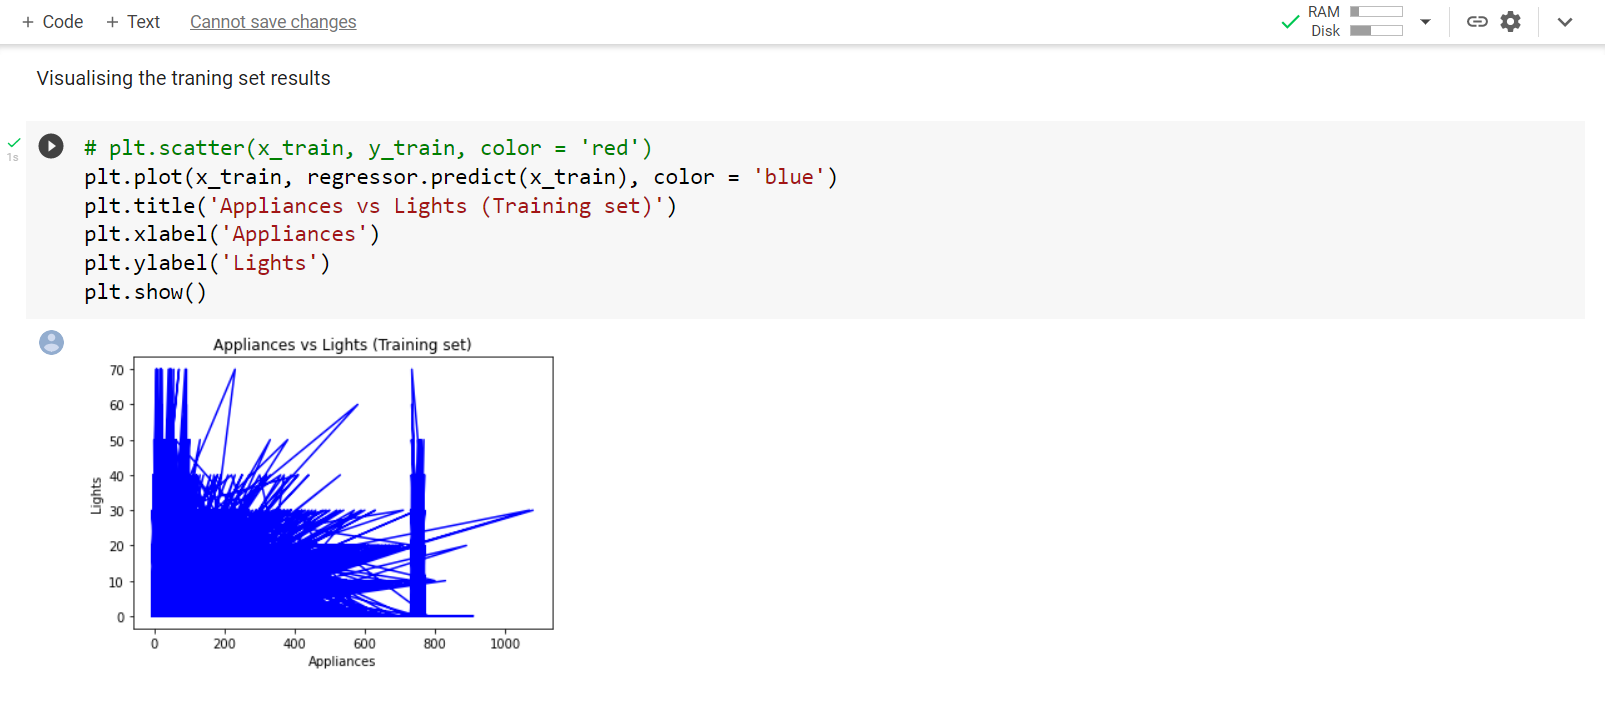 + Code + Text Cannot save changes
RAM
Disk
Visualising the traning set results
1s
# plt.scatter(x_train, y_train, color = 'red')
plt.plot(x_train, regressor.predict(x_train), color = 'blue')
plt.title('Appliances vs Lights (Training set)')
plt.xlabel('Appliances')
plt.ylabel('Lights')
plt.show()
Appliances vs Lights (Training set)
70
60
50
40
30
20
10
0
Lights
0 200 400 600 800 1000
Appliances